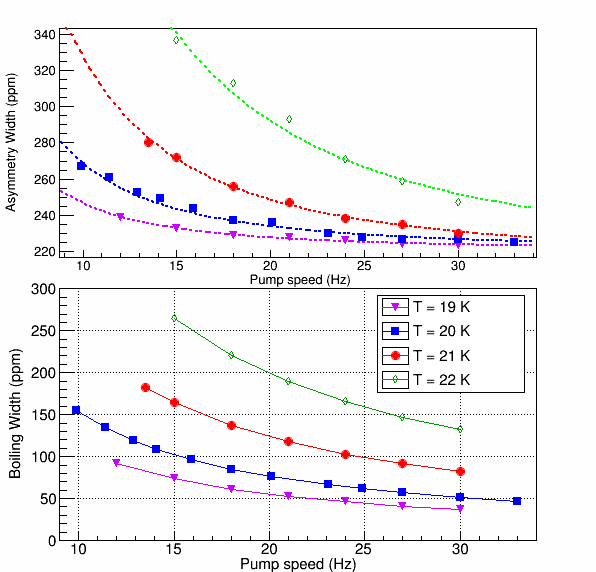 Asymmetry Width (ppm)
340
320
300
280
260
240
220
10 15 20 25 30
Pump speed (Hz)
Boiling Width (ppm)
300
250
200
150
100
50
0
T = 19 K
T = 20 K
T = 21 K
T = 22 K
10 15 20 25 30
Pump speed (Hz)